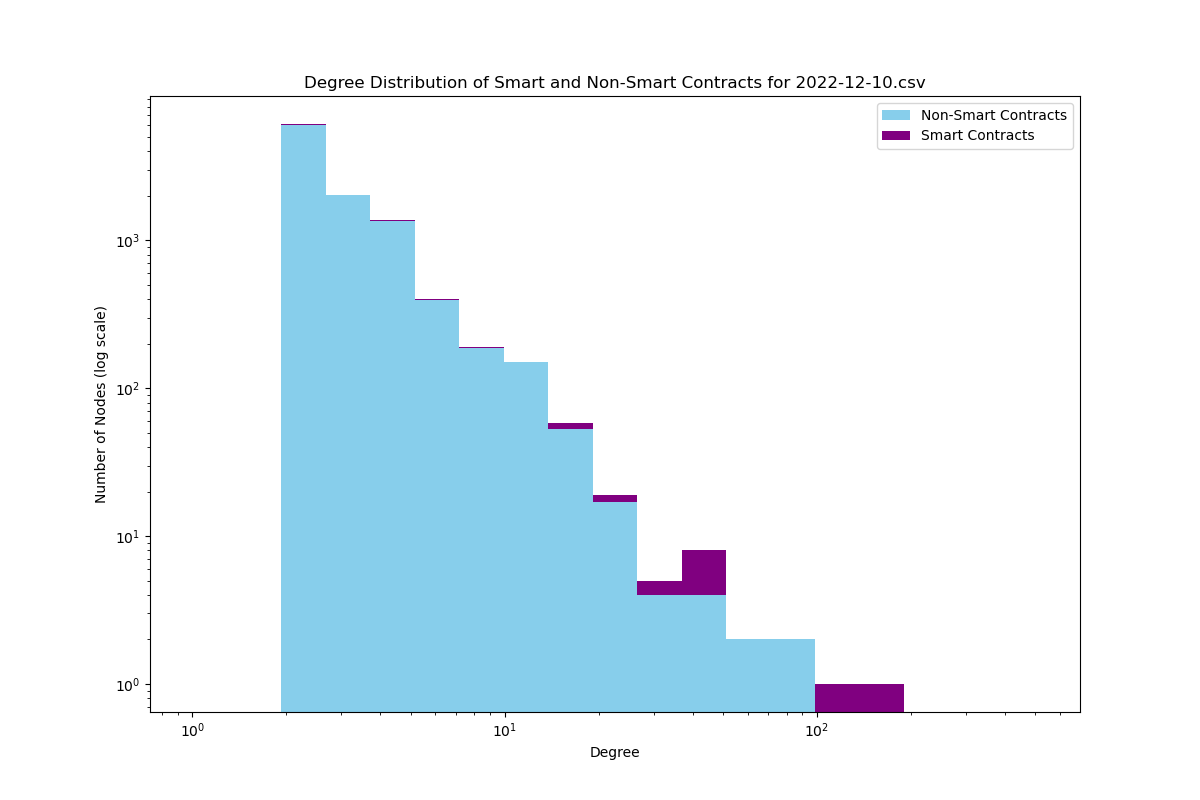 Degree Distribution of Smart and Non-Smart Contracts for 2022-12-10.csv
Non-Smart Contracts
Smart Contracts
Number of Nodes (log scale)
10³
10²
10¹
10⁰
10⁰ 10¹ 10²
Degree